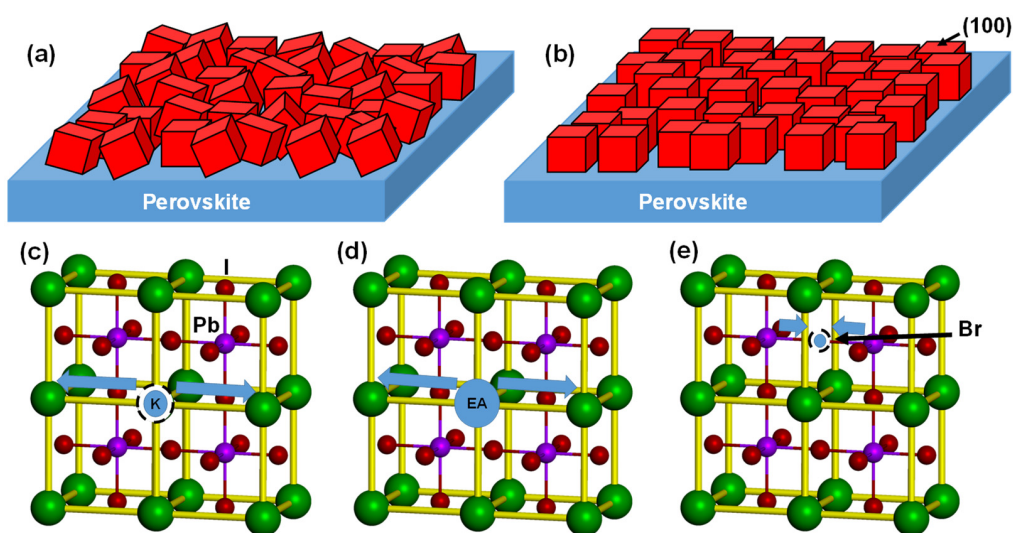 (a)
Perovskite
(b)
(100)
Perovskite
(c)
I
Pb
K
(d)
EA
(e)
Br